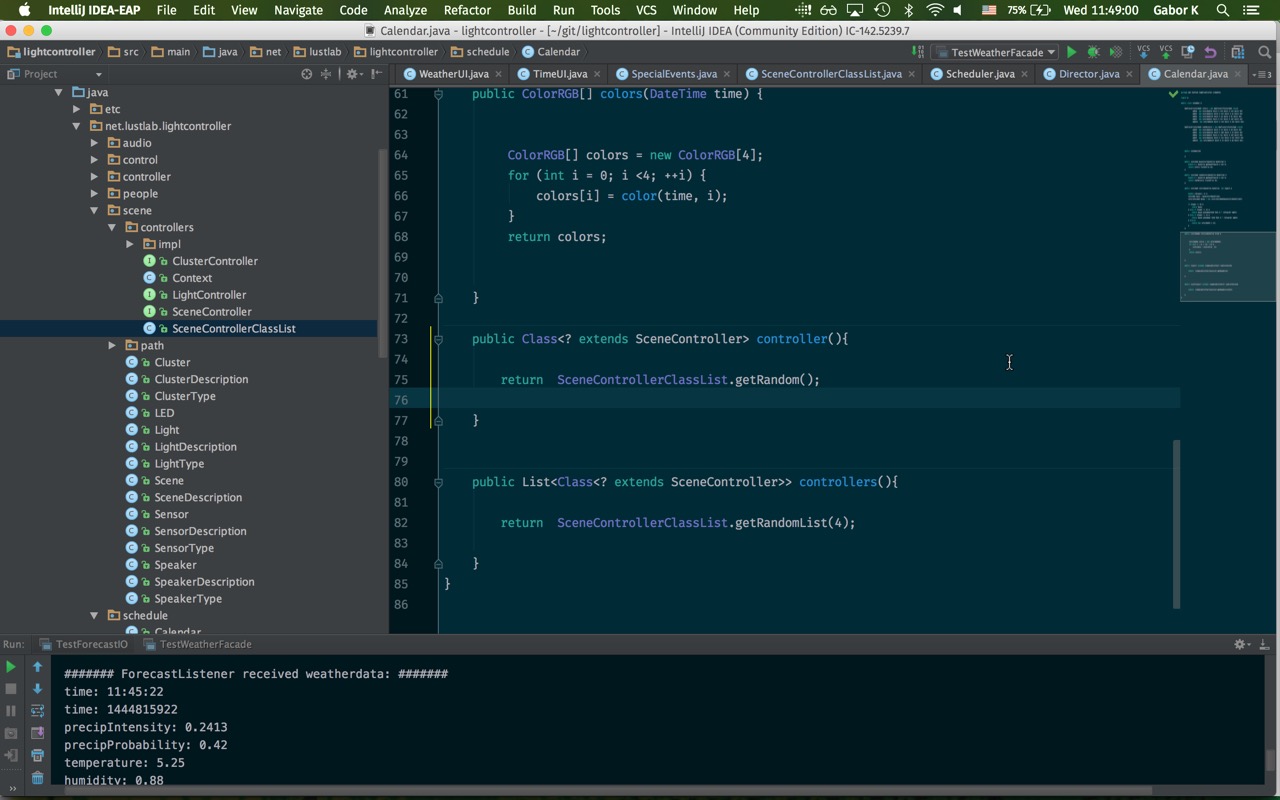 IntelliJ IDEA-EAP File Edit View Navigate Code Analyze Refactor Build Run Tools VCS Window Help 75% Wed 11:49:00 Gabor K
Calendar.java - lightcontroller - [~/git/lightcontroller] - IntelliJ IDEA (Community Edition) IC-142.5239.7
lightcontroller src main java net lustlab lightcontroller schedule Calendar TestWeatherFacade VCS VCS
Project
WeatherUI.java TimeUI.java SpecialEvents.java SceneControllerClassList.java Scheduler.java Director.java Calendar.java
java
etc
net.lustlab.lightcontroller
audio
control
controller
people
scene
controllers
impl
ClusterController
Context
LightController
SceneController
SceneControllerClassList
path
Cluster
ClusterDescription
ClusterType
LED
Light
LightDescription
LightType
Scene
SceneDescription
Sensor
SensorDescription
SensorType
Speaker
SpeakerDescription
SpeakerType
schedule
Calendar
61 public ColorRGB[] colors(DateTime time) {
62
63
64 ColorRGB[] colors = new ColorRGB[4];
65 for (int i = 0; i <4; ++i) {
66 colors[i] = color(time, i);
67 }
68 return colors;
69
70
71 }
72
73 public Class<? extends SceneController> controller(){
74
75 return SceneControllerClassList.getRandom();
76
77 }
78
79
80 public List<Class<? extends SceneController>> controllers(){
81
82 return SceneControllerClassList.getRandomList(4);
83
84 }
85 }
86
Run: TestForecastIO TestWeatherFacade
####### ForecastListener received weatherdata: #######
time: 11:45:22
time: 1444815922
precipIntensity: 0.2413
precipProbability: 0.42
temperature: 5.25
humidity: 0.88